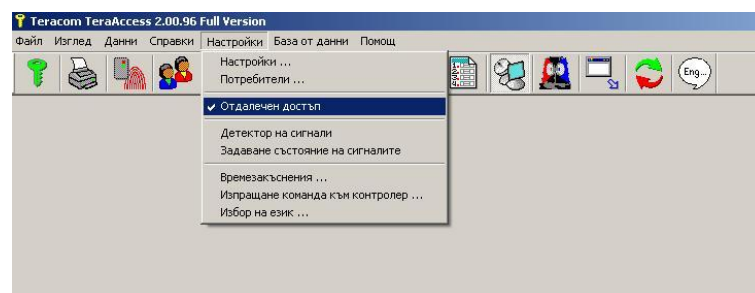 Teracom TeraAccess 2.00.96 Full Version
Файл Изглед Данни Справки Настройки База от данни Помощ
Eng...
Настройки ...
Потребители ...
Отдалечен достъп
Детектор на сигнали
Задаване състояние на сигналите
Времезакъснения ...
Изпращане команда към контролер ...
Избор на език ...